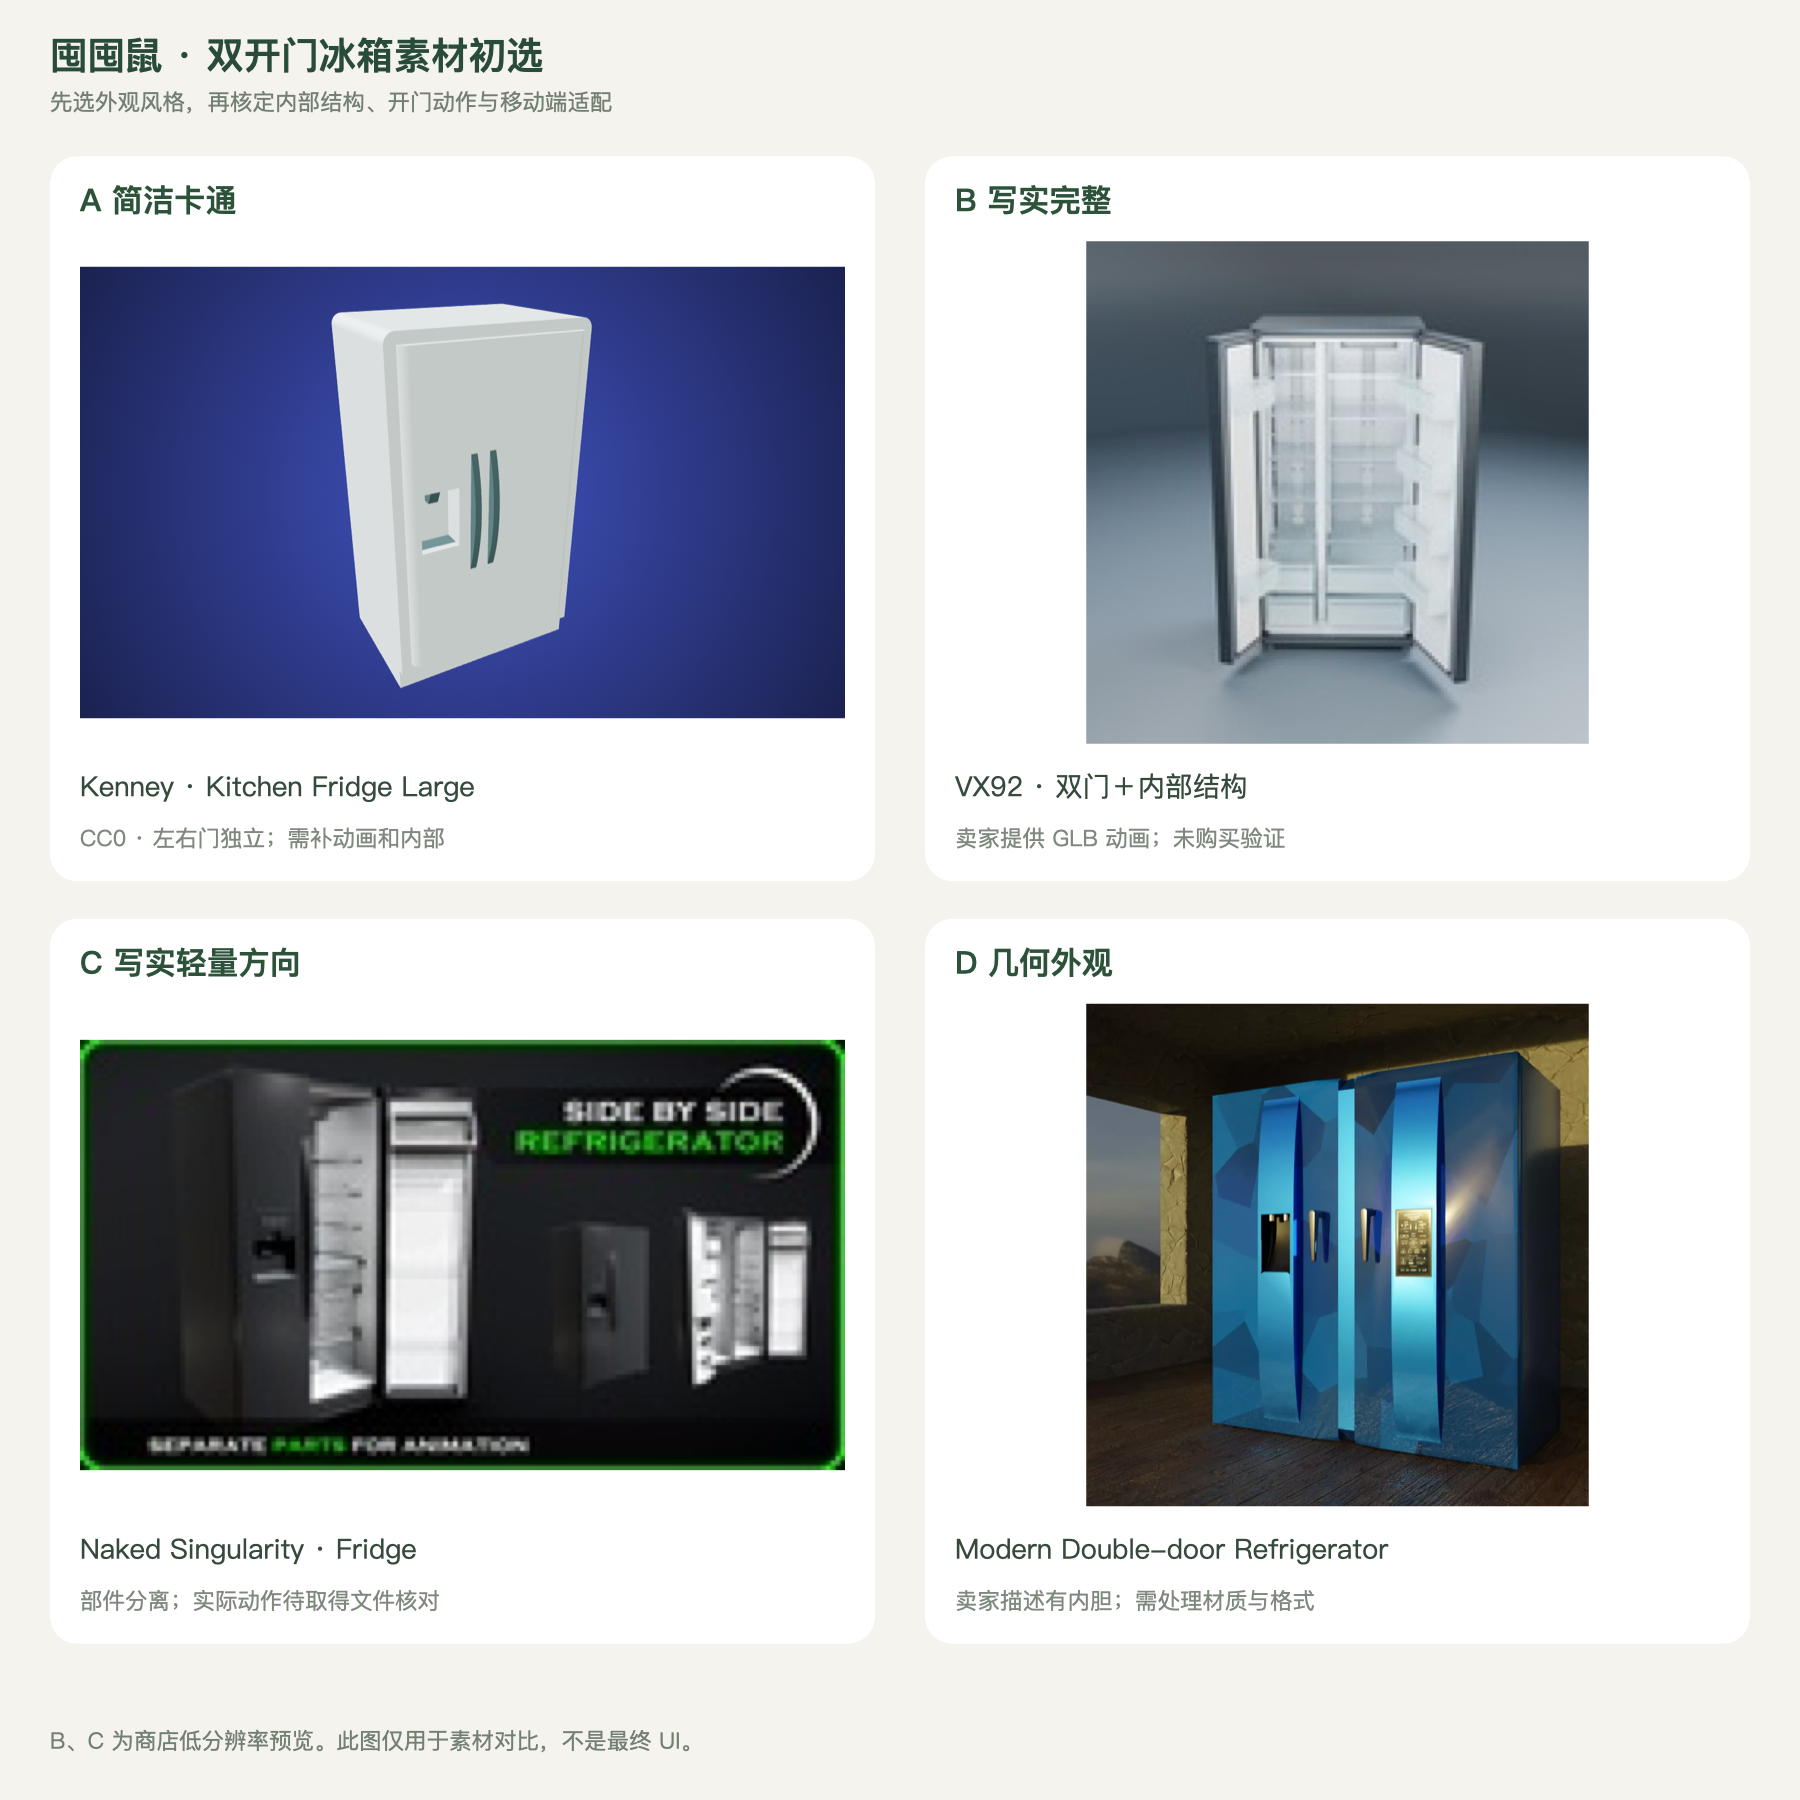 囤囤鼠 · 双开门冰箱素材初选
先选外观风格，再核定内部结构、开门动作与移动端适配
A 简洁卡通
B 写实完整
Kenney · Kitchen Fridge Large
CC0 · 左右门独立；需补动画和内部
VX92 · 双门＋内部结构
卖家提供 GLB 动画；未购买验证
C 写实轻量方向
D 几何外观
SIDE BY SIDE
REFRIGERATOR
SEPARATE PARTS FOR ANIMATION
Naked Singularity · Fridge
部件分离；实际动作待取得文件核对
Modern Double–door Refrigerator
卖家描述有内胆；需处理材质与格式
B、C 为商店低分辨率预览。此图仅用于素材对比，不是最终 UI。